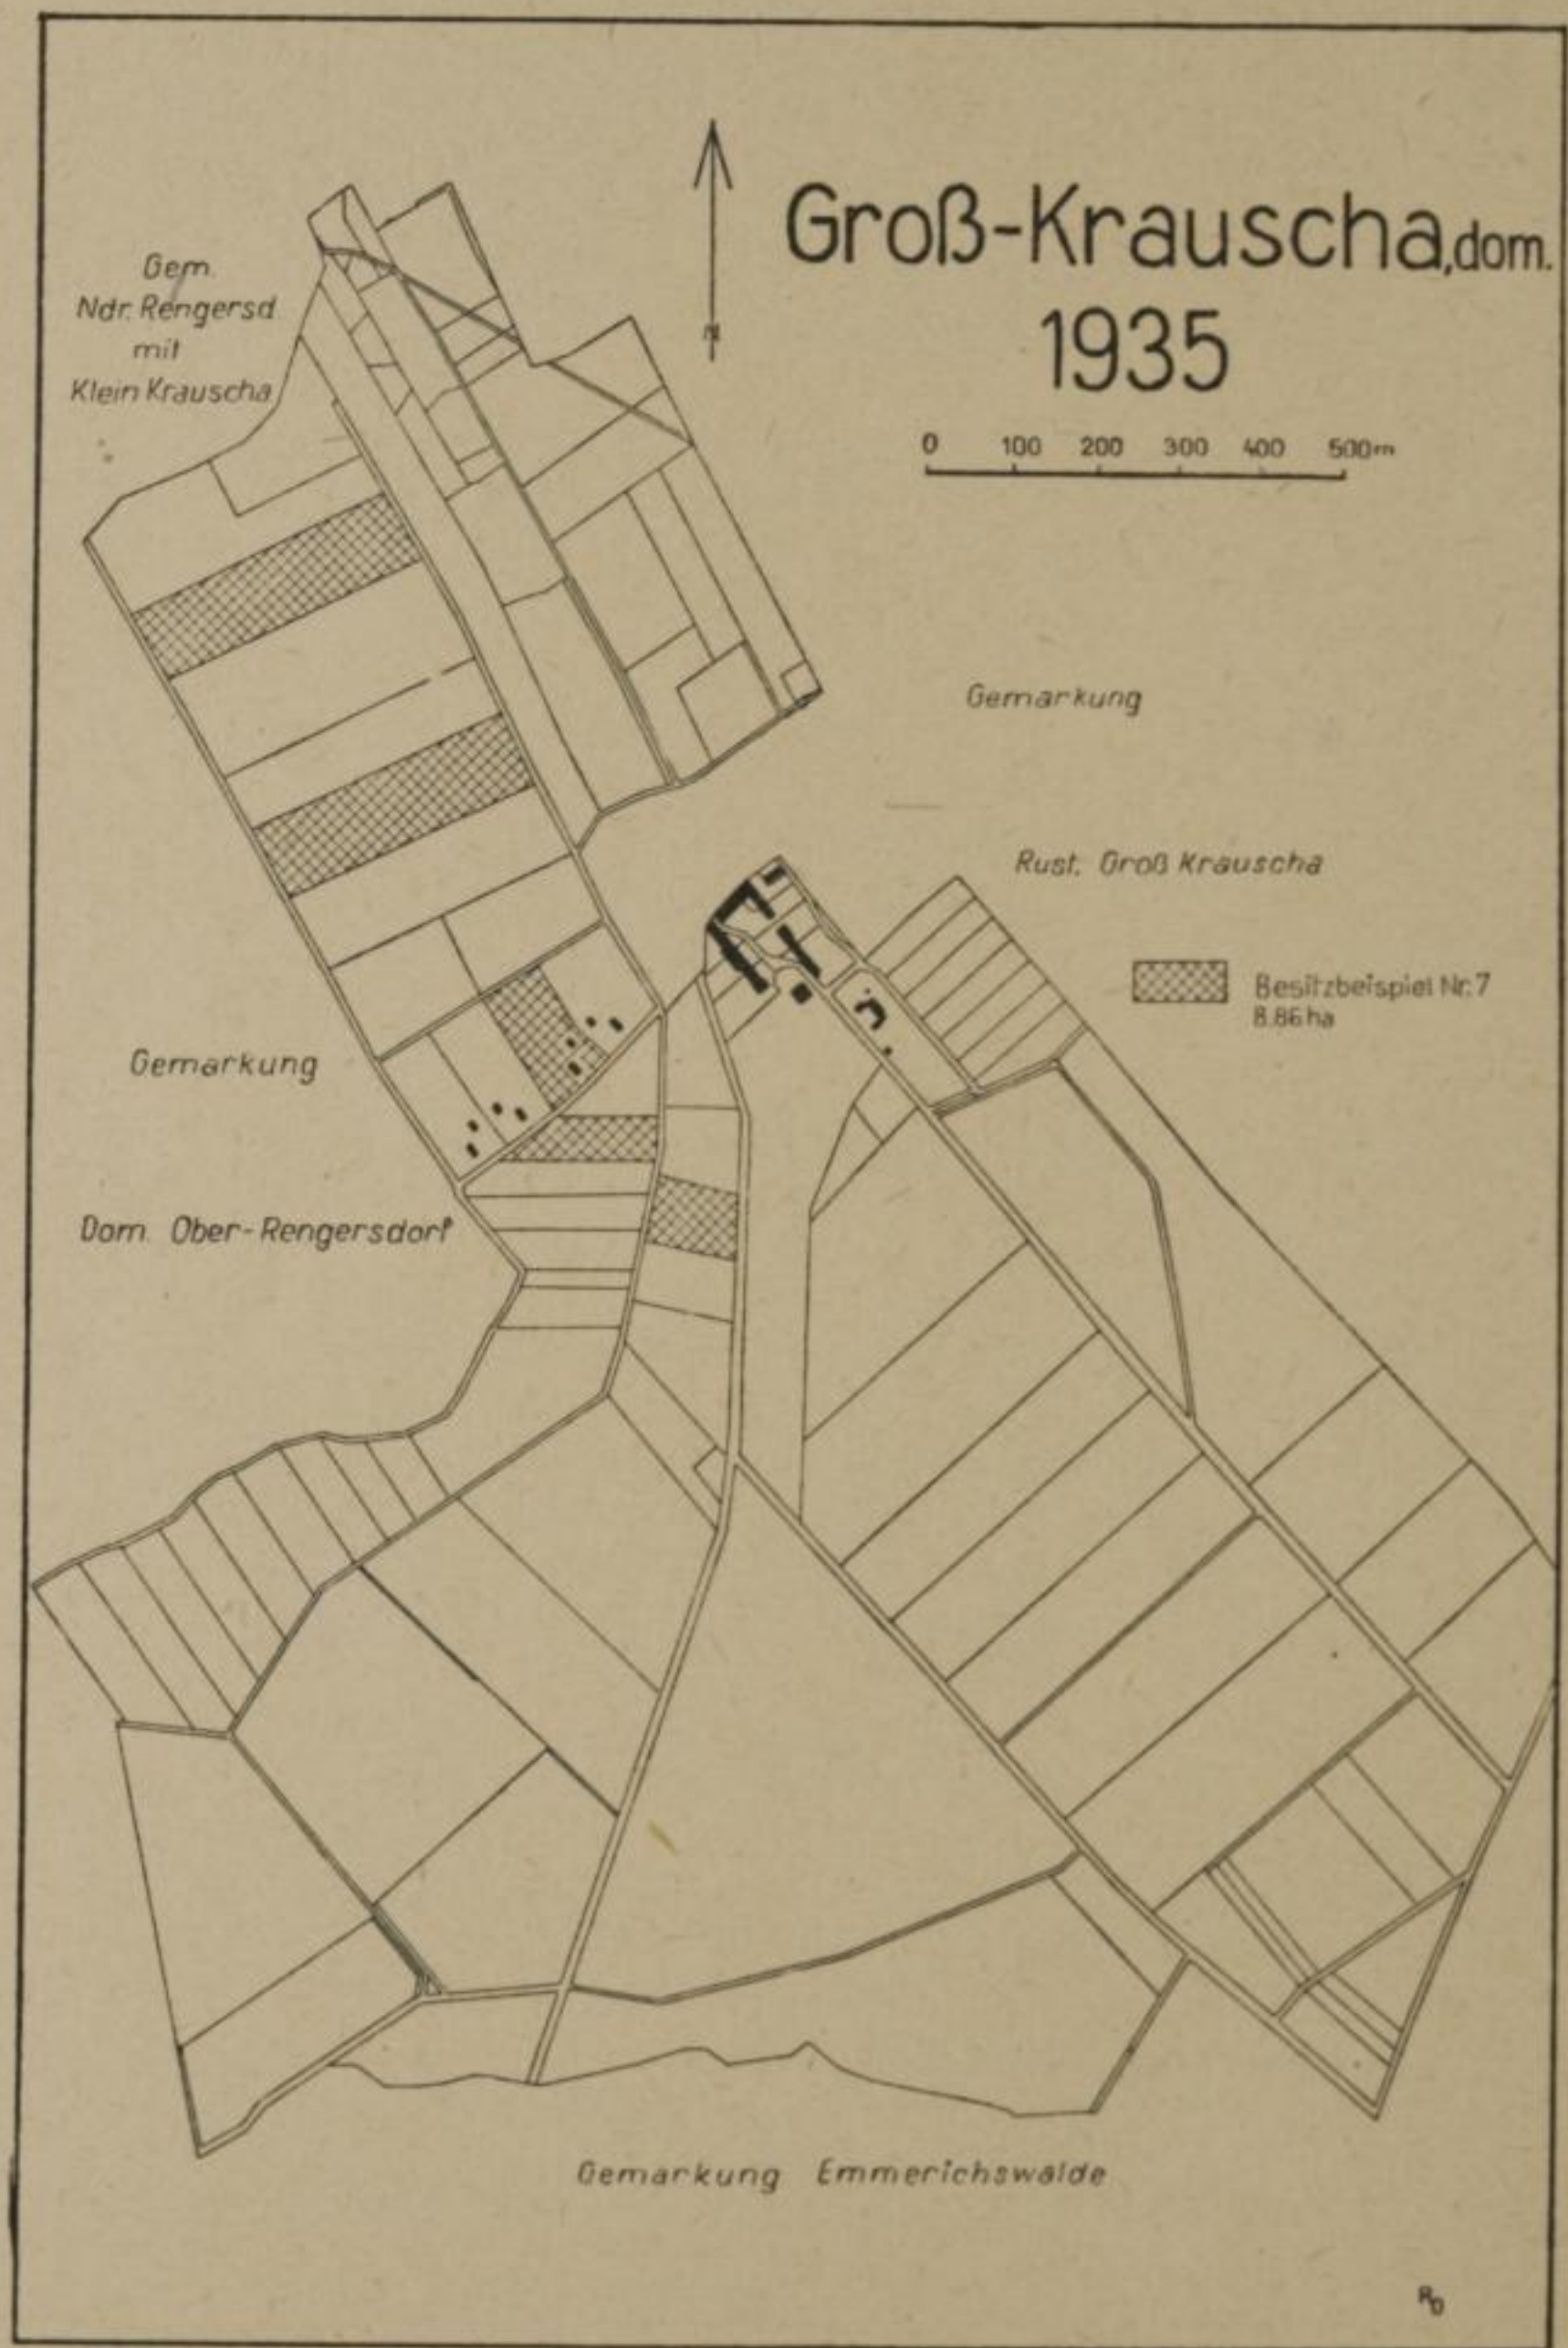 Groß-Krauscha, dom.
1935
0 100 200 300 400 500m
N
Gem.
Ndr. Rengersd.
mit
Klein Krauscha
Gemarkung
Rust. Groß Krauscha
Besitzbeispiel Nr. 7
8.86 ha
Gemarkung
Dom. Ober-Rengersdorf
Gemarkung Emmerichswalde